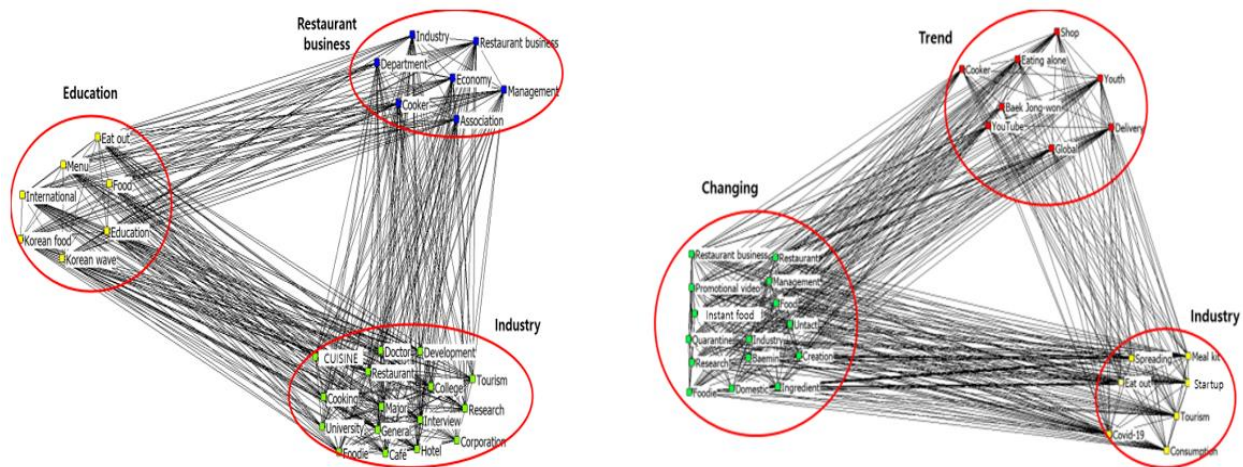 Restaurant
business
Industry
Restaurant business
Department
Economy
Management
Cooker
Association
Education
Eat out
Menu
Food
International
Education
Korean food
Korean wave
Industry
CUISINE
Doctor
Development
Restaurant
Tourism
College
Cooking
Major
Research
University
General
Interview
Foodie
Café
Hotel
Corporation
Trend
Shop
Cooker
Eating alone
Youth
Baek Jong-won
YouTube
Delivery
Global
Changing
Restaurant business
Restaurant
Promotional video
Management
Food
Instant food
Untact
Quarantine
Industry
Research
Baemin
Creation
Foodie
Domestic
Ingredient
Industry
Spreading
Meal kit
Eat out
Startup
Tourism
Covid-19
Consumption